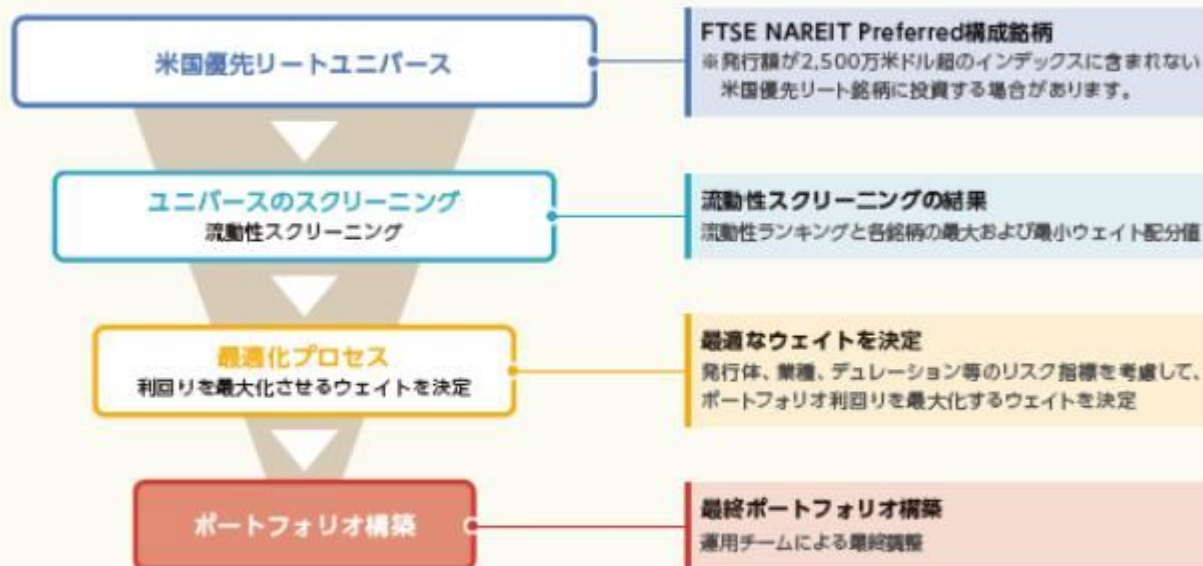 米国優先リートユニバース
FTSE NAREIT Preferred構成銘柄
※発行額が2,500万米ドル超のインデックスに含まれない
米国優先リート銘柄に投資する場合があります。
ユニバースのスクリーニング
流動性スクリーニング
流動性スクリーニングの結果
流動性ランキングと各銘柄の最大および最小ウェイト配分値
最適化プロセス
利回りを最大化させるウェイトを決定
最適なウェイトを決定
発行体、業種、デュレーション等のリスク指標を考慮して、
ポートフォリオ利回りを最大化するウェイトを決定
ポートフォリオ構築
最終ポートフォリオ構築
運用チームによる最終調整